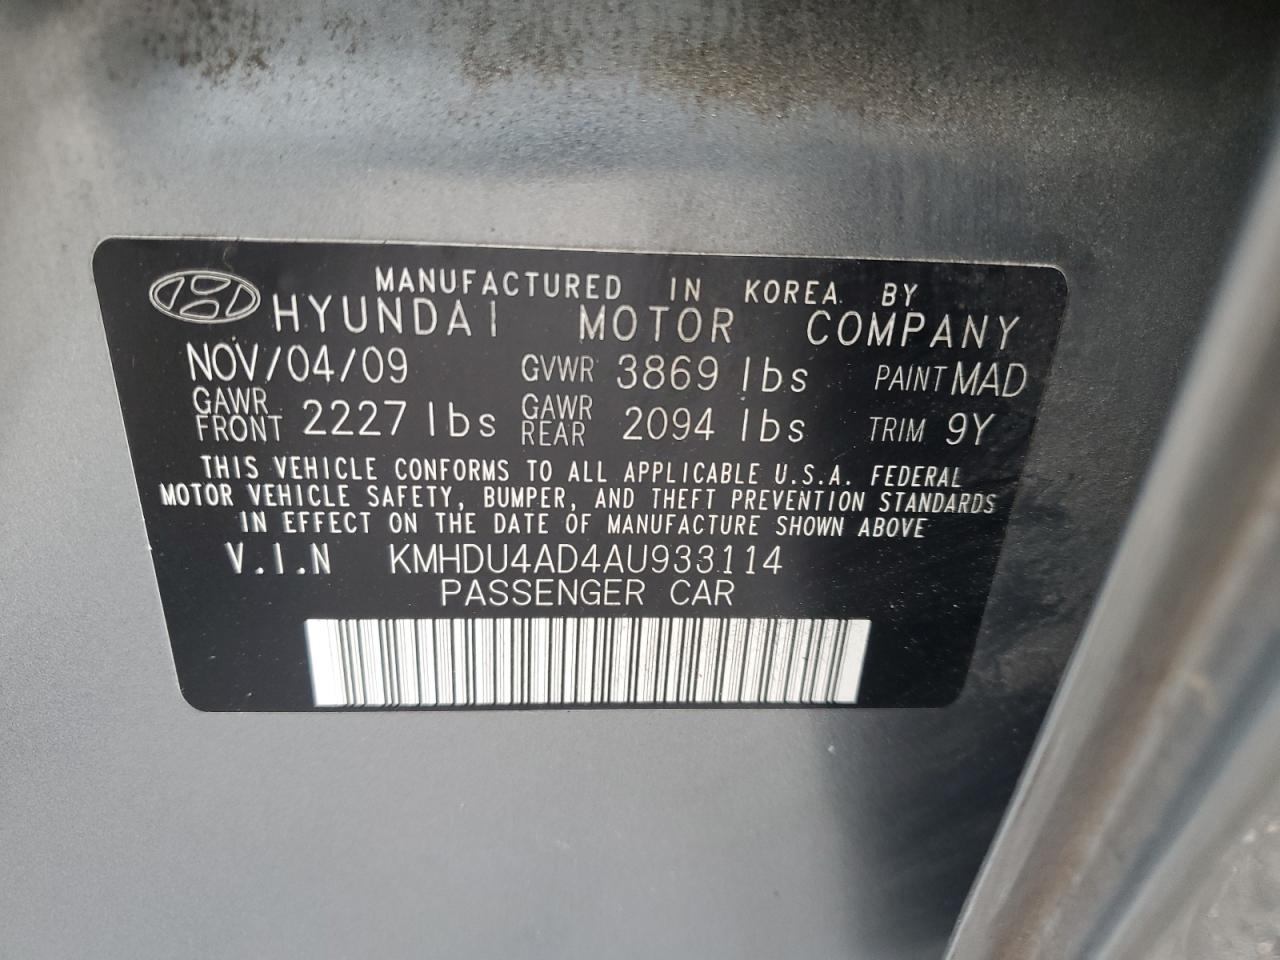 MANUFACTURED IN KOREA BY
HYUNDAI MOTOR COMPANY
NOV/04/09 GVWR 3869 lbs PAINT MAD
GAWR FRONT 2227 lbs GAWR REAR 2094 lbs TRIM 9Y
THIS VEHICLE CONFORMS TO ALL APPLICABLE U.S.A. FEDERAL
MOTOR VEHICLE SAFETY, BUMPER, AND THEFT PREVENTION STANDARDS
IN EFFECT ON THE DATE OF MANUFACTURE SHOWN ABOVE
V.I.N KMHDU4AD4AU933114
PASSENGER CAR